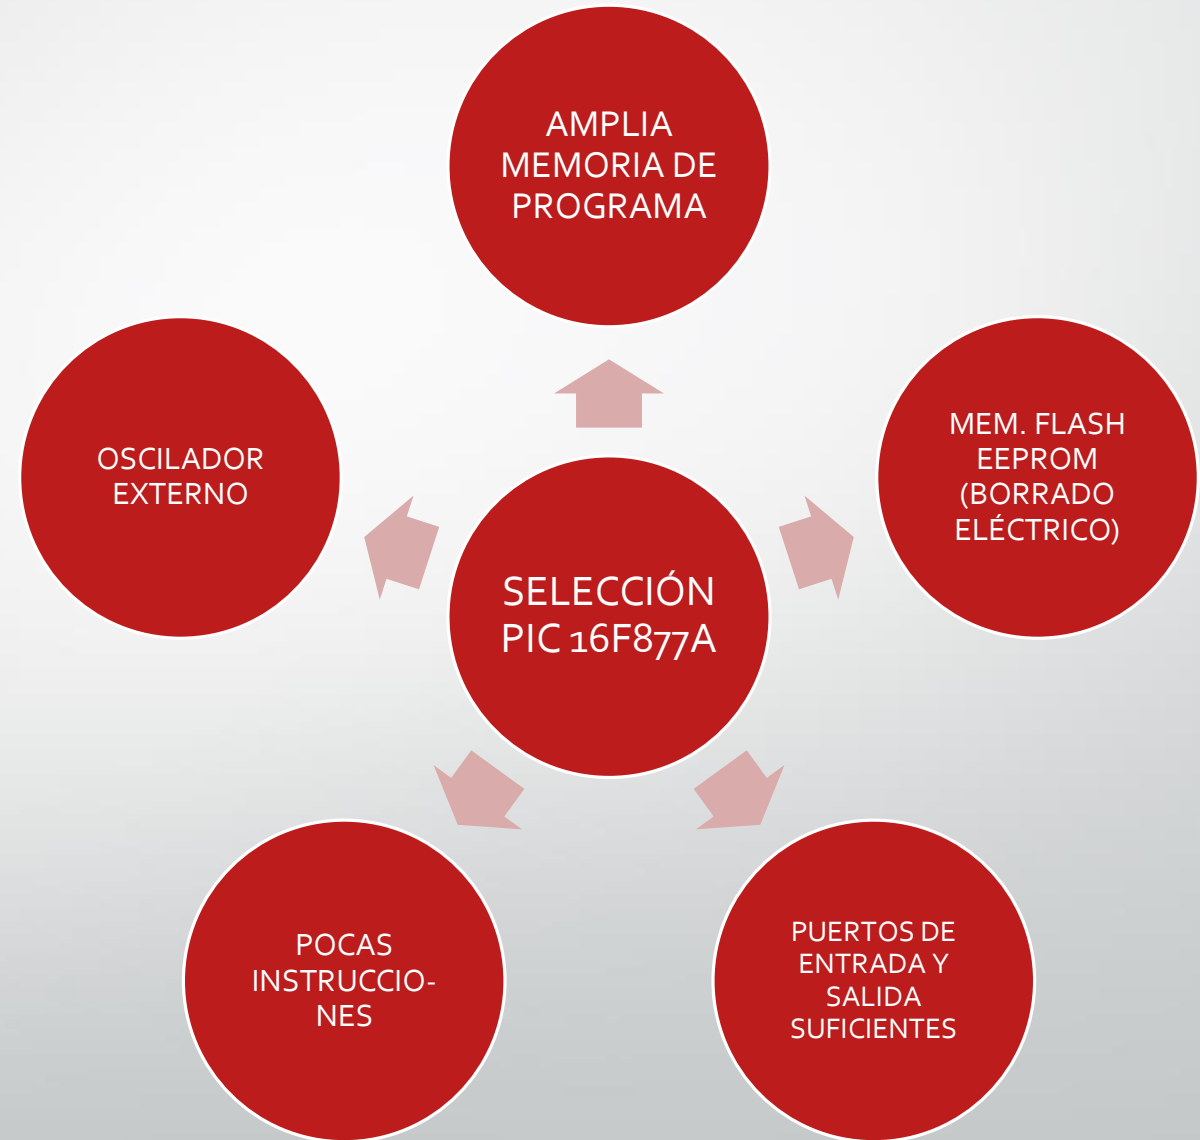 AMPLIA
MEMORIA DE
PROGRAMA
OSCILADOR
EXTERNO
MEM. FLASH
EEPROM
(BORRADO
ELÉCTRICO)
SELECCIÓN
PIC 16F877A
POCAS
INSTRUCCIO-
NES
PUERTOS DE
ENTRADA Y
SALIDA
SUFICIENTES